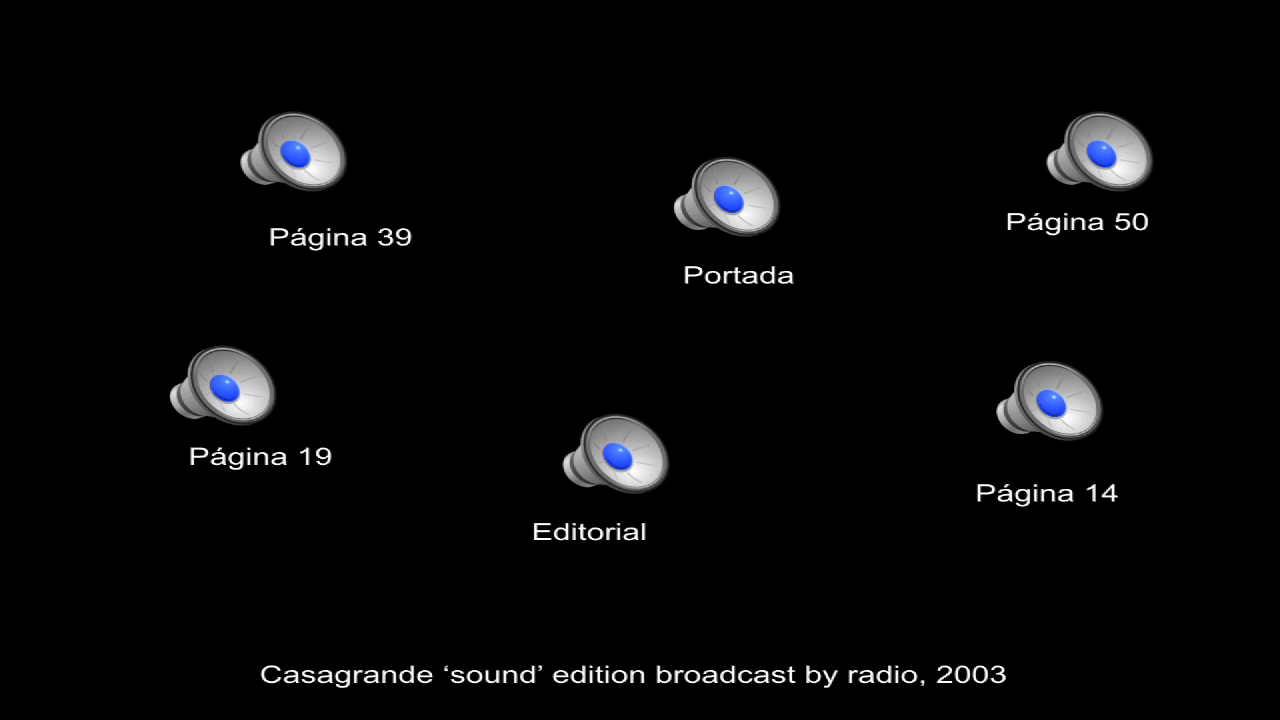 Página 39
Portada
Página 50
Página 19
Editorial
Página 14
Casagrande ‘sound’ edition broadcast by radio, 2003